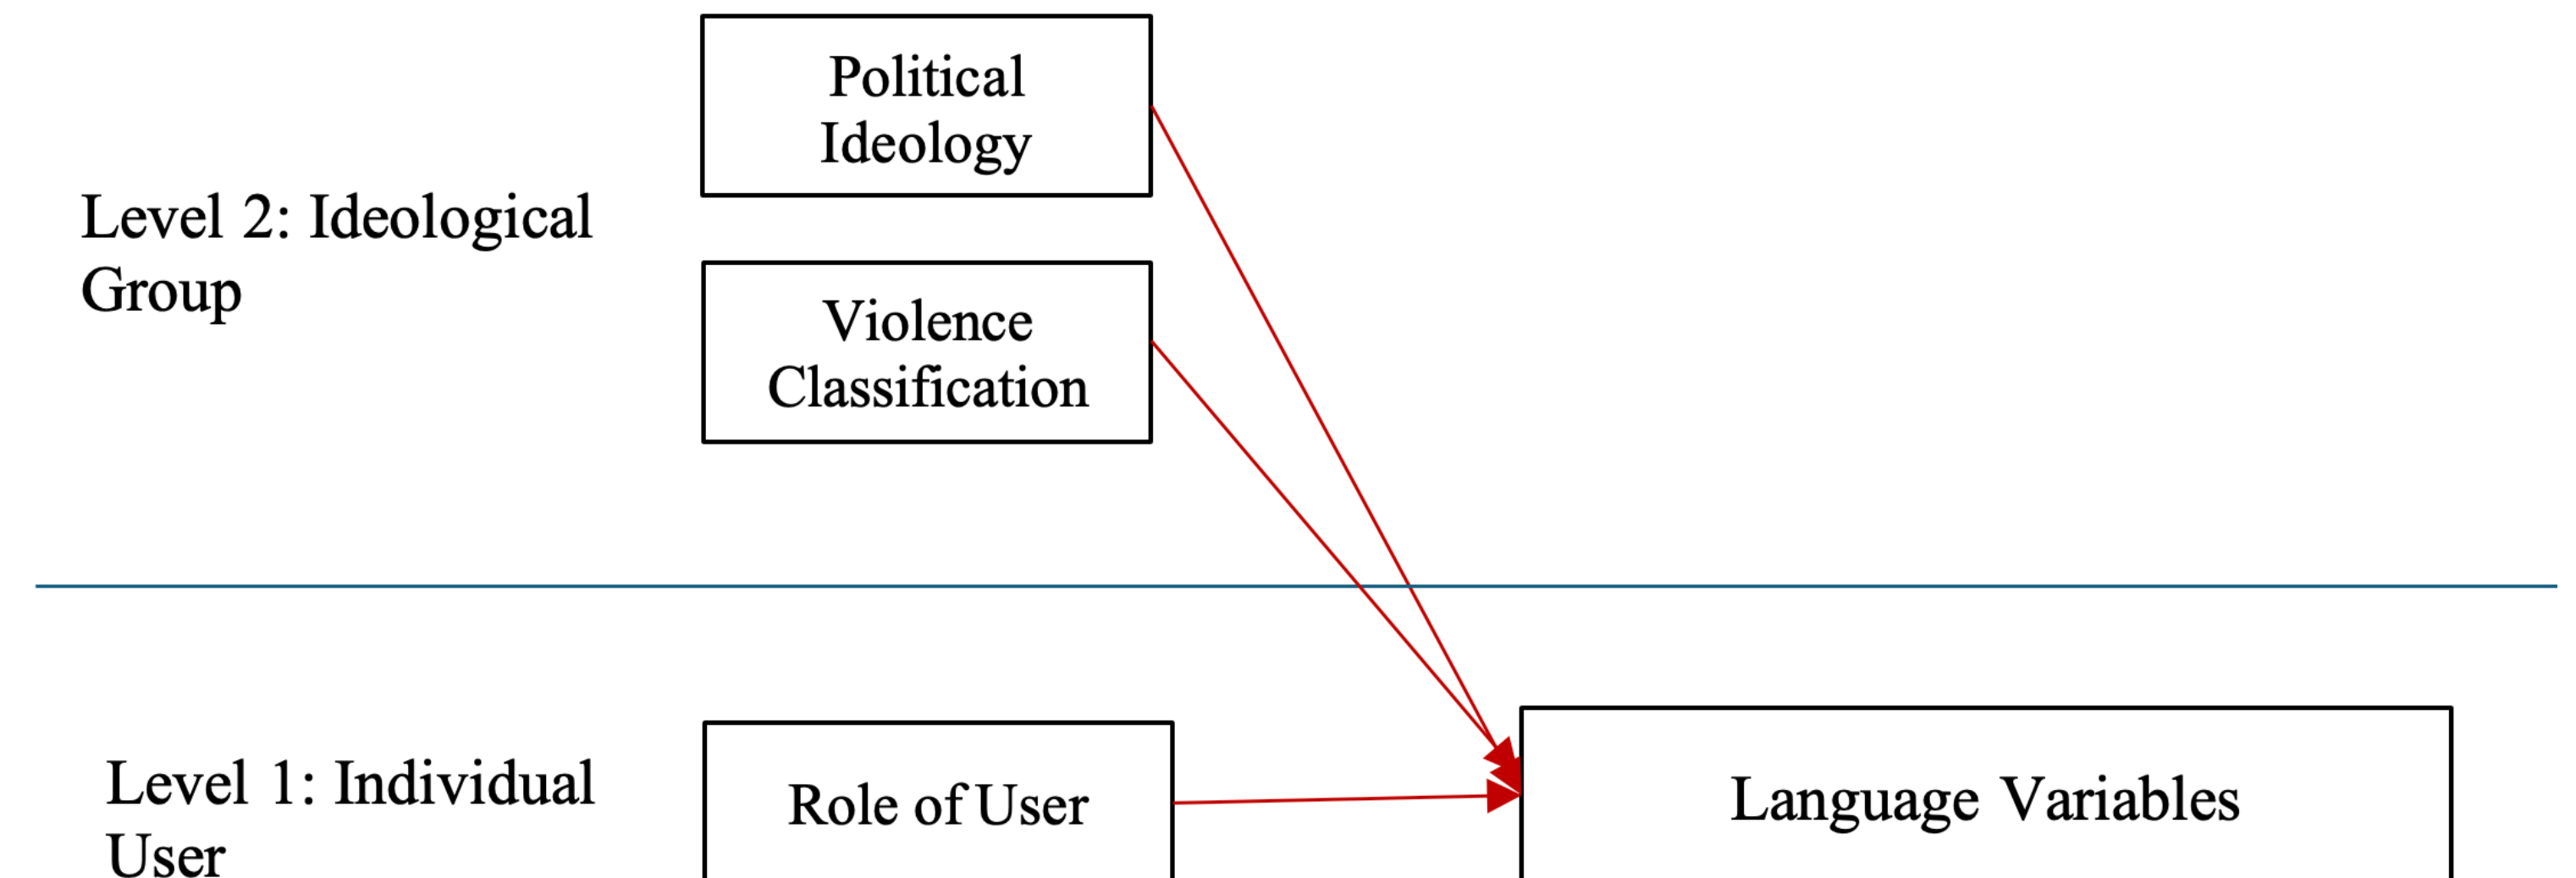 Political
Ideology
Level 2: Ideological
Group
Violence
Classification
Level 1: Individual
User
Role of User
Language Variables